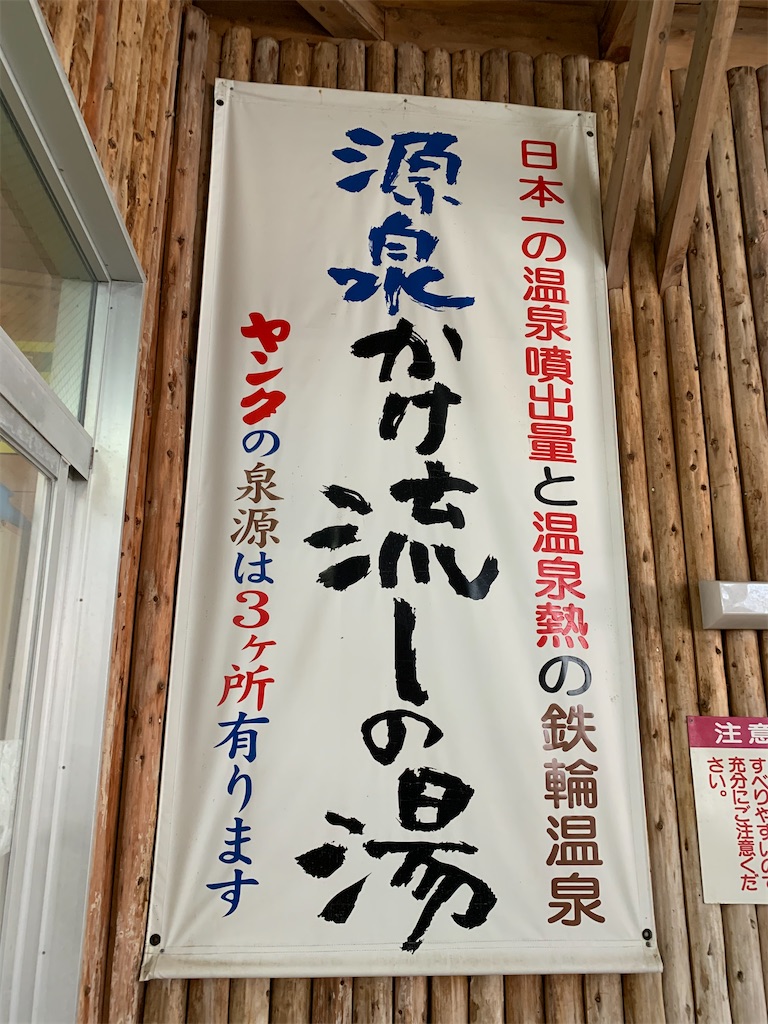 日本一の温泉噴出量と温泉熱の鉄輪温泉
源泉かけ流しの湯
ヤングの泉源は3ヶ所有ります
注意
すべりやすいので
充分にご注意くだ
さい。